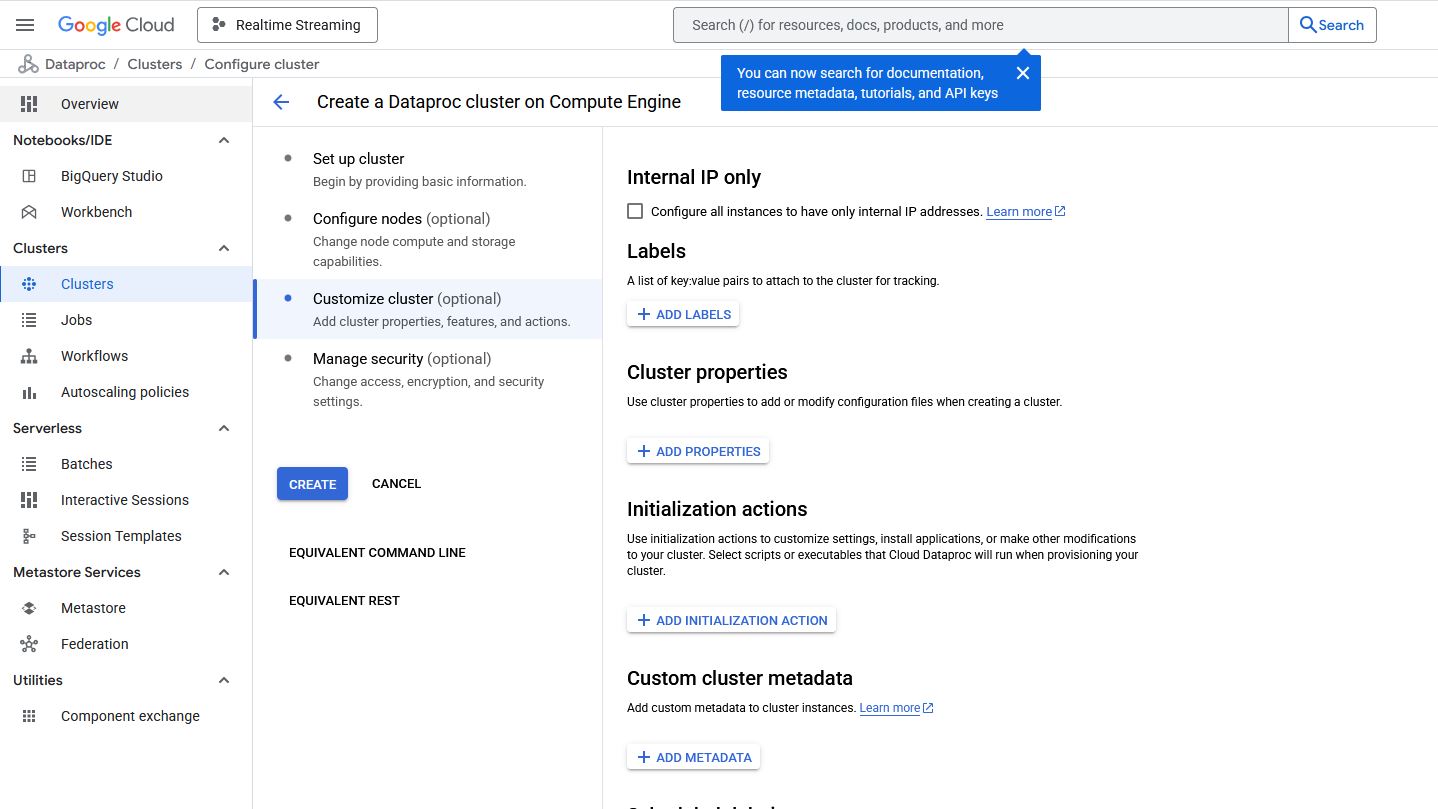 Google Cloud
Realtime Streaming
Search (/) for resources, docs, products, and more
Search
Dataproc / Clusters / Configure cluster
You can now search for documentation,
resource metadata, tutorials, and API keys
Overview
Notebooks/IDE
BigQuery Studio
Workbench
Clusters
Clusters
Jobs
Workflows
Autoscaling policies
Serverless
Batches
Interactive Sessions
Session Templates
Metastore Services
Metastore
Federation
Utilities
Component exchange
Create a Dataproc cluster on Compute Engine
Set up cluster
Begin by providing basic information.
Configure nodes (optional)
Change node compute and storage
capabilities.
Customize cluster (optional)
Add cluster properties, features, and actions.
Manage security (optional)
Change access, encryption, and security
settings.
CREATE
CANCEL
EQUIVALENT COMMAND LINE
EQUIVALENT REST
Internal IP only
Configure all instances to have only internal IP addresses. Learn more
Labels
A list of key:value pairs to attach to the cluster for tracking.
ADD LABELS
Cluster properties
Use cluster properties to add or modify configuration files when creating a cluster.
ADD PROPERTIES
Initialization actions
Use initialization actions to customize settings, install applications, or make other modifications
to your cluster. Select scripts or executables that Cloud Dataproc will run when provisioning your
cluster.
ADD INITIALIZATION ACTION
Custom cluster metadata
Add custom metadata to cluster instances. Learn more
ADD METADATA